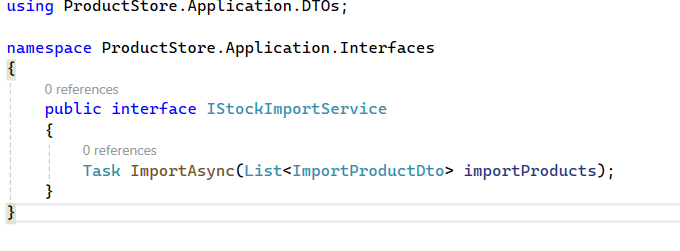 using ProductStore.Application.DTOs;
namespace ProductStore.Application.Interfaces
{
0 references
public interface IStockImportService
{
0 references
Task ImportAsync(List<ImportProductDto> importProducts);
}
}